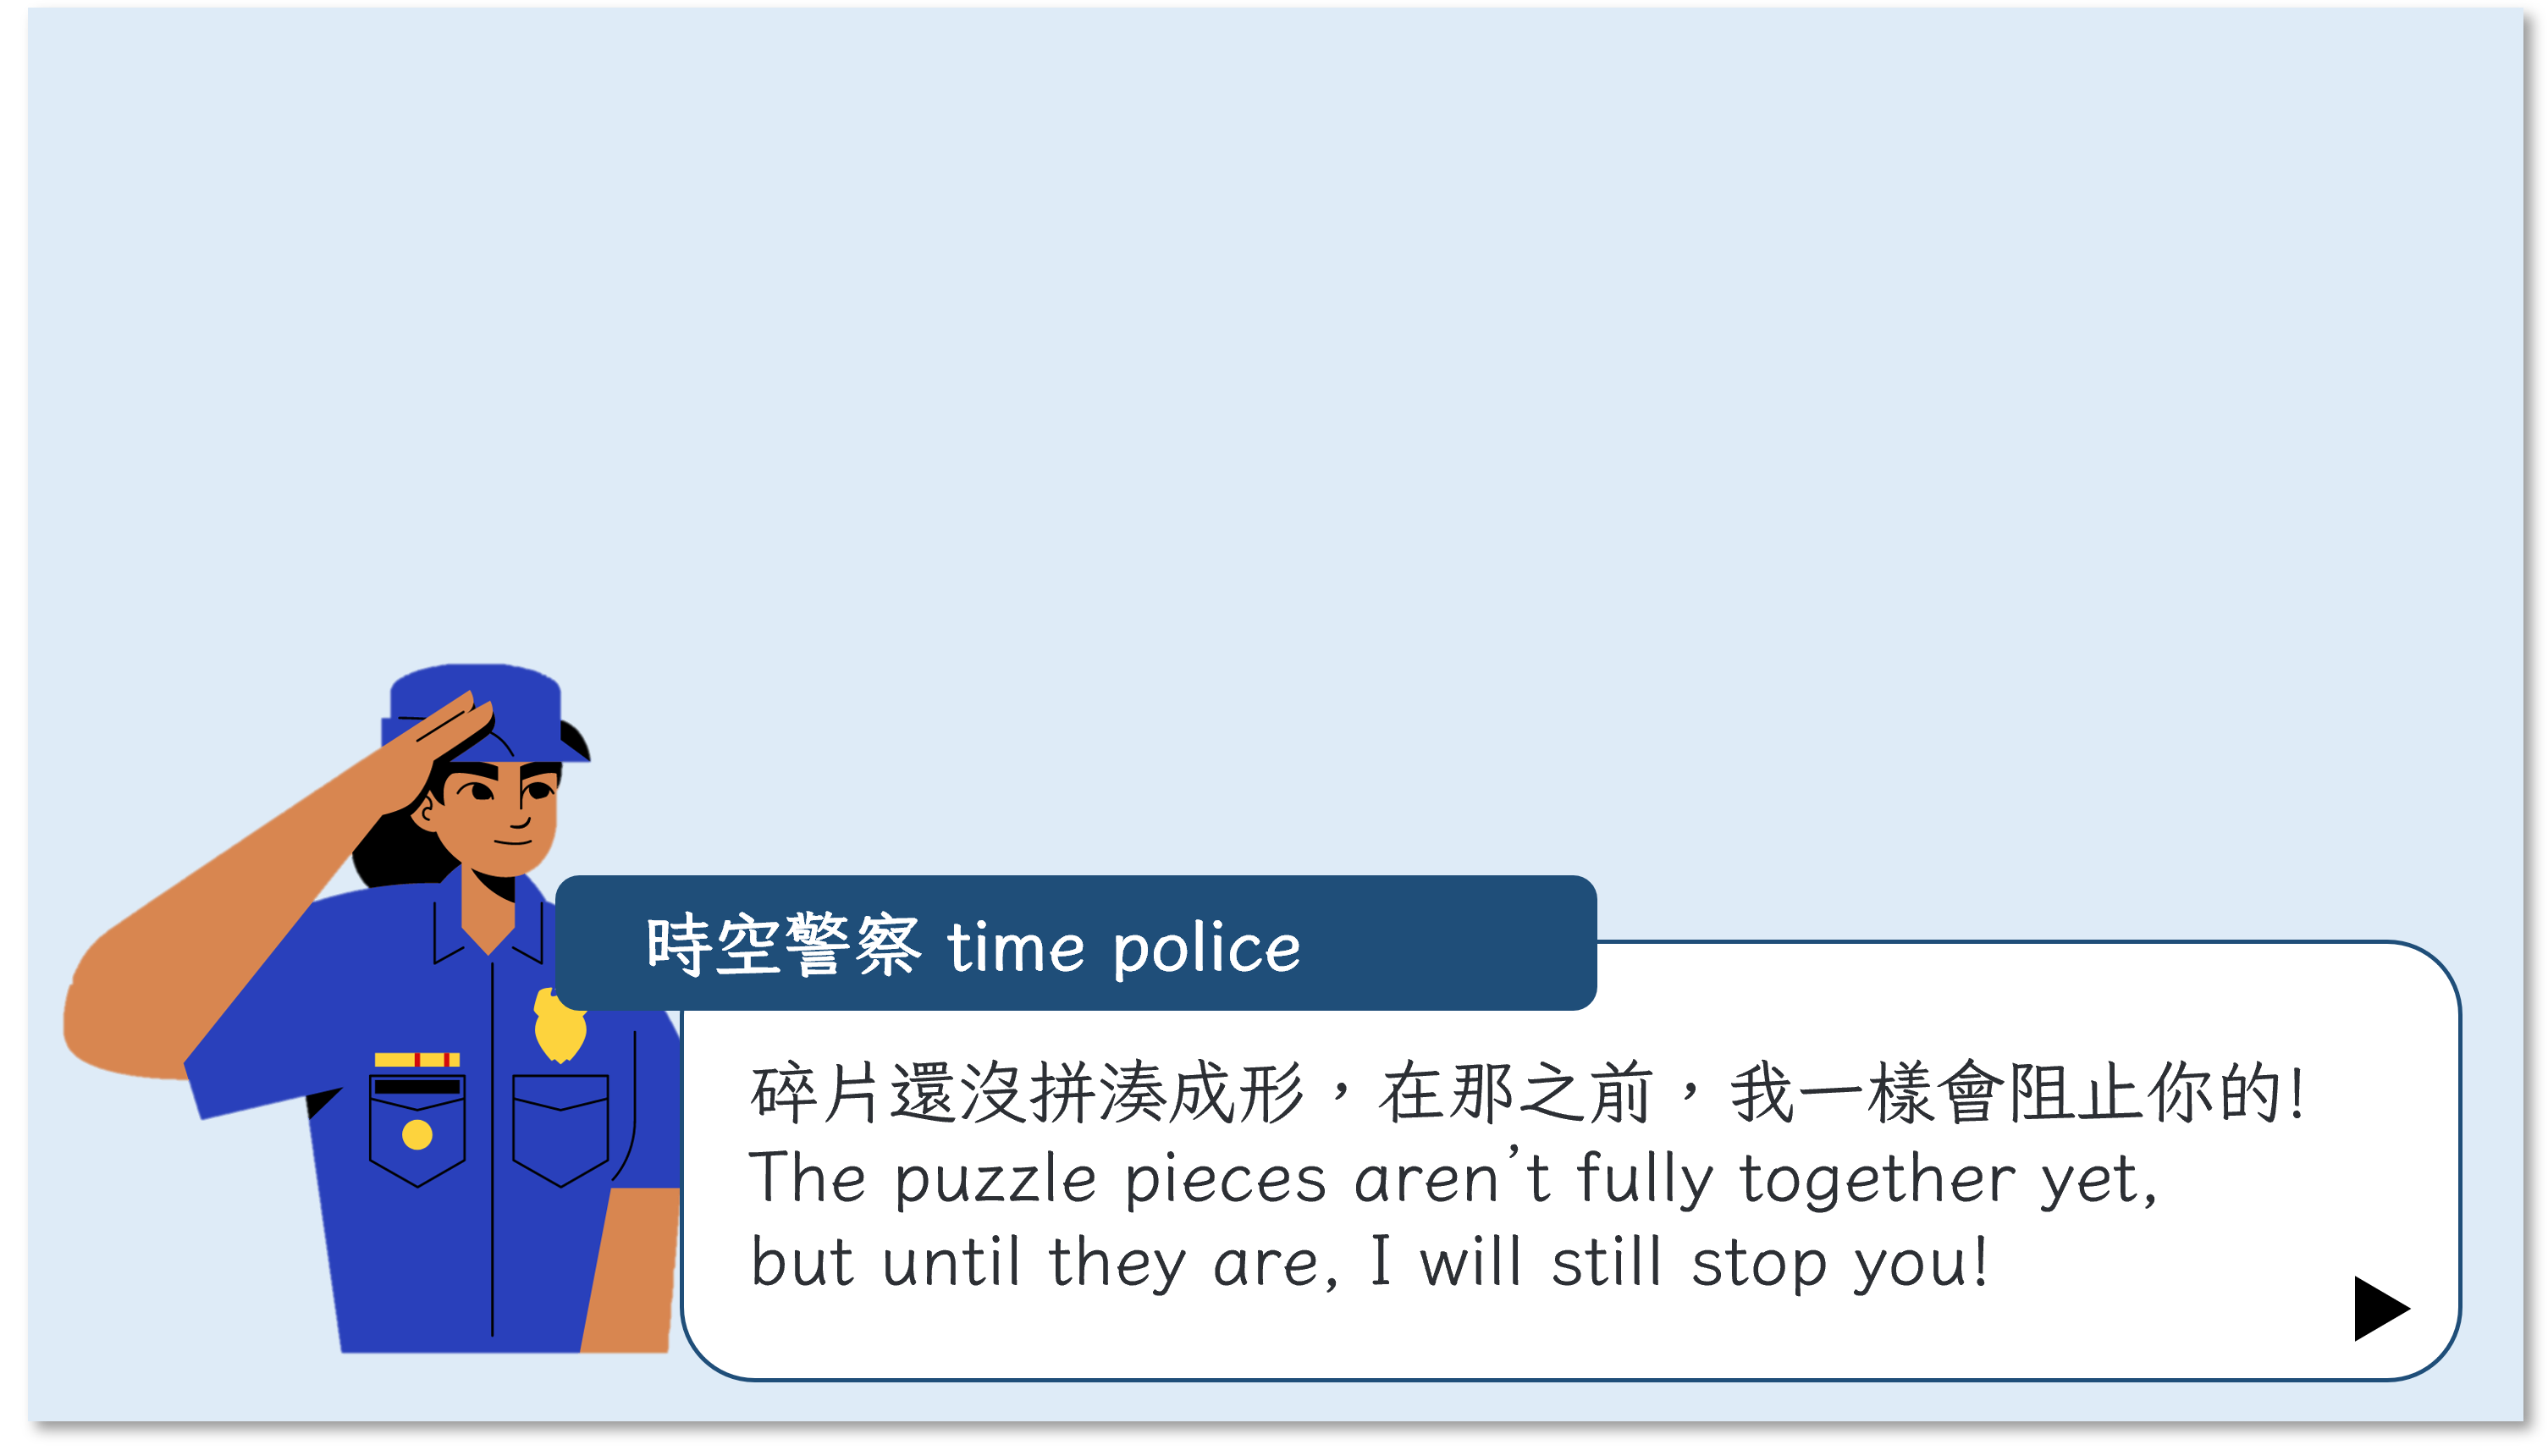 時空警察 time police
碎片還沒拼湊成形，在那之前，我一樣會阻止你的!
The puzzle pieces aren't fully together yet,
but until they are, I will still stop you!